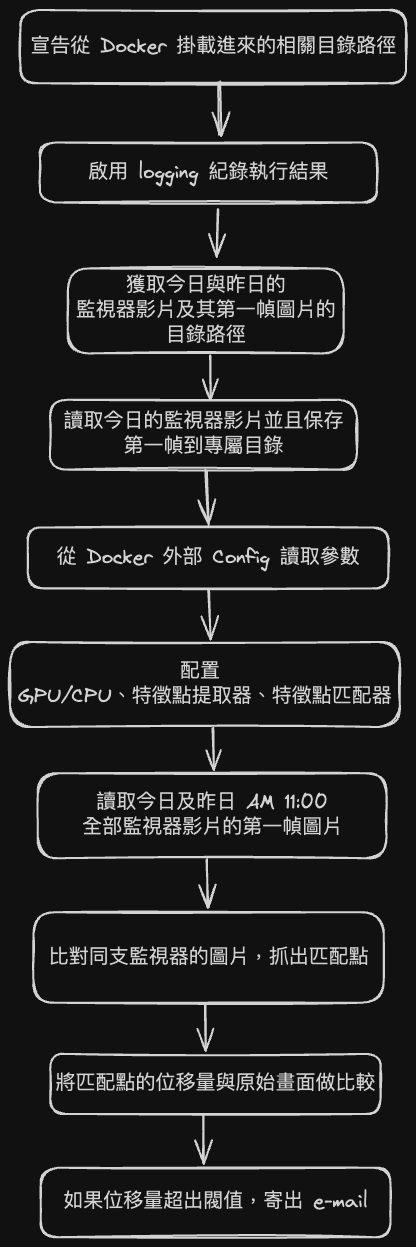 宣告從 Docker 掛載進來的相關目錄路徑
啟用 logging 紀錄執行結果
獲取今日與昨日的
監視器影片及其第一幀圖片的
目錄路徑
讀取今日的監視器影片並且保存
第一幀到專屬目錄
從 Docker 外部 Config 讀取參數
配置
GPU/CPU、特徵點提取器、特徵點匹配器
讀取今日及昨日 AM 11:00
全部監視器影片的第一幀圖片
比對同支監視器的圖片，抓出匹配點
將匹配點的位移量與原始畫面做比較
如果位移量超出閥值，寄出 e-mail